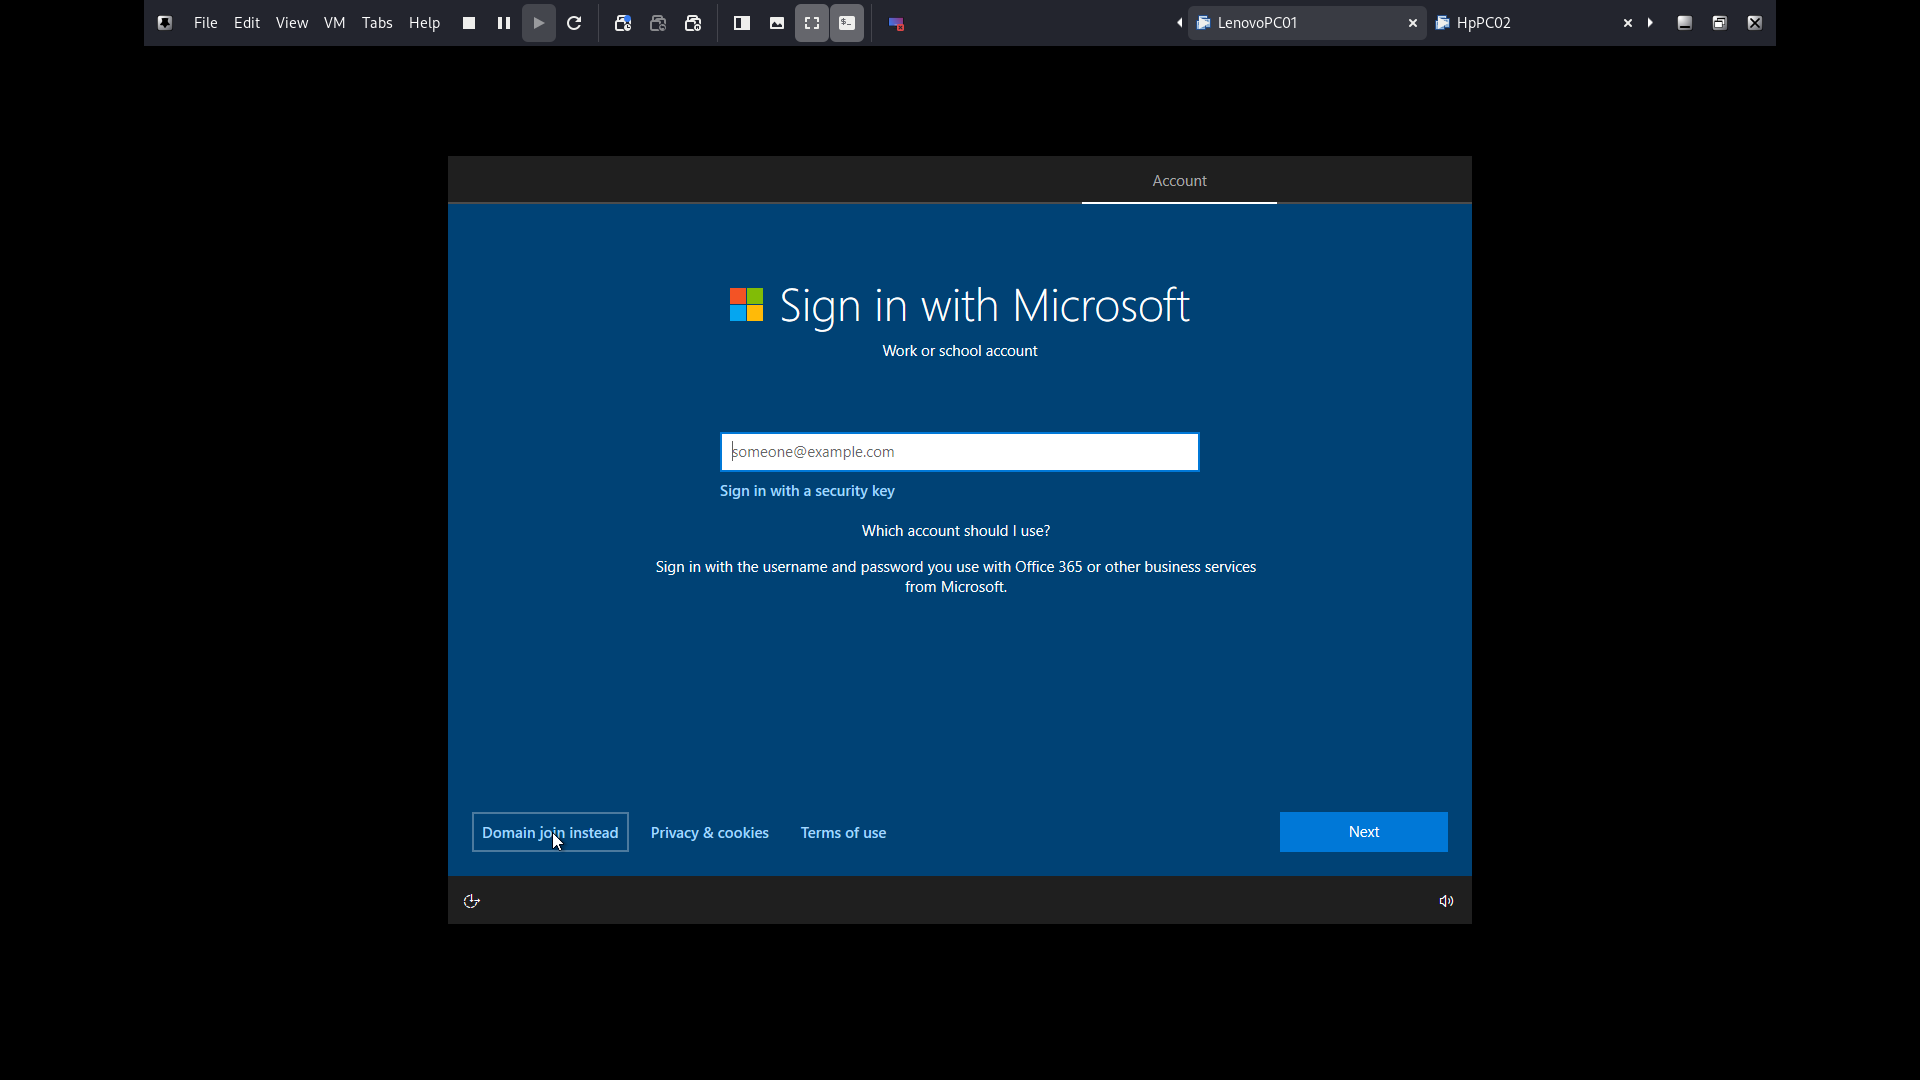 File Edit View VM Tabs Help
LenovoPC01
HpPC02
Account
Sign in with Microsoft
Work or school account
someone@example.com
Sign in with a security key
Which account should I use?
Sign in with the username and password you use with Office 365 or other business services
from Microsoft.
Domain join instead
Privacy & cookies
Terms of use
Next